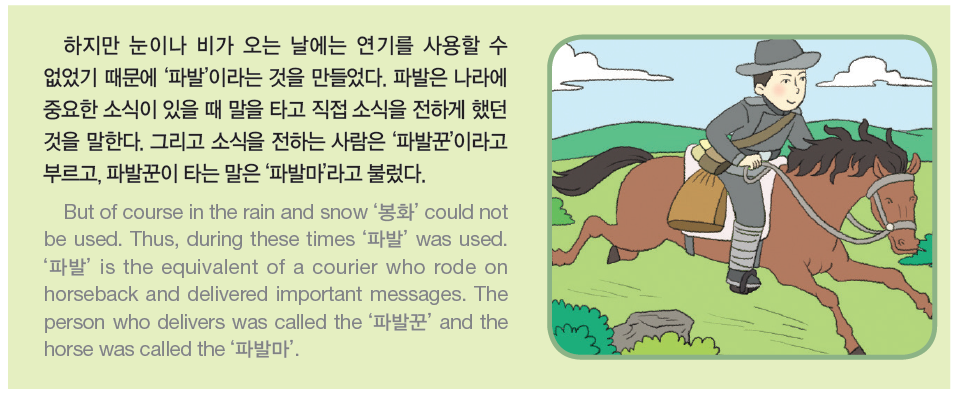 하지만 눈이나 비가 오는 날에는 연기를 사용할 수
없었기 때문에 ‘파발’이라는 것을 만들었다. 파발은 나라에
중요한 소식이 있을 때 말을 타고 직접 소식을 전하게 했던
것을 말한다. 그리고 소식을 전하는 사람은 ‘파발꾼’이라고
부르고, 파발꾼이 타는 말은 ‘파발마’라고 불렀다.
But of course in the rain and snow ‘봉화’ could not
be used. Thus, during these times ‘파발’ was used.
‘파발’ is the equivalent of a courier who rode on
horseback and delivered important messages. The
person who delivers was called the ‘파발꾼’ and the
horse was called the ‘파발마’.